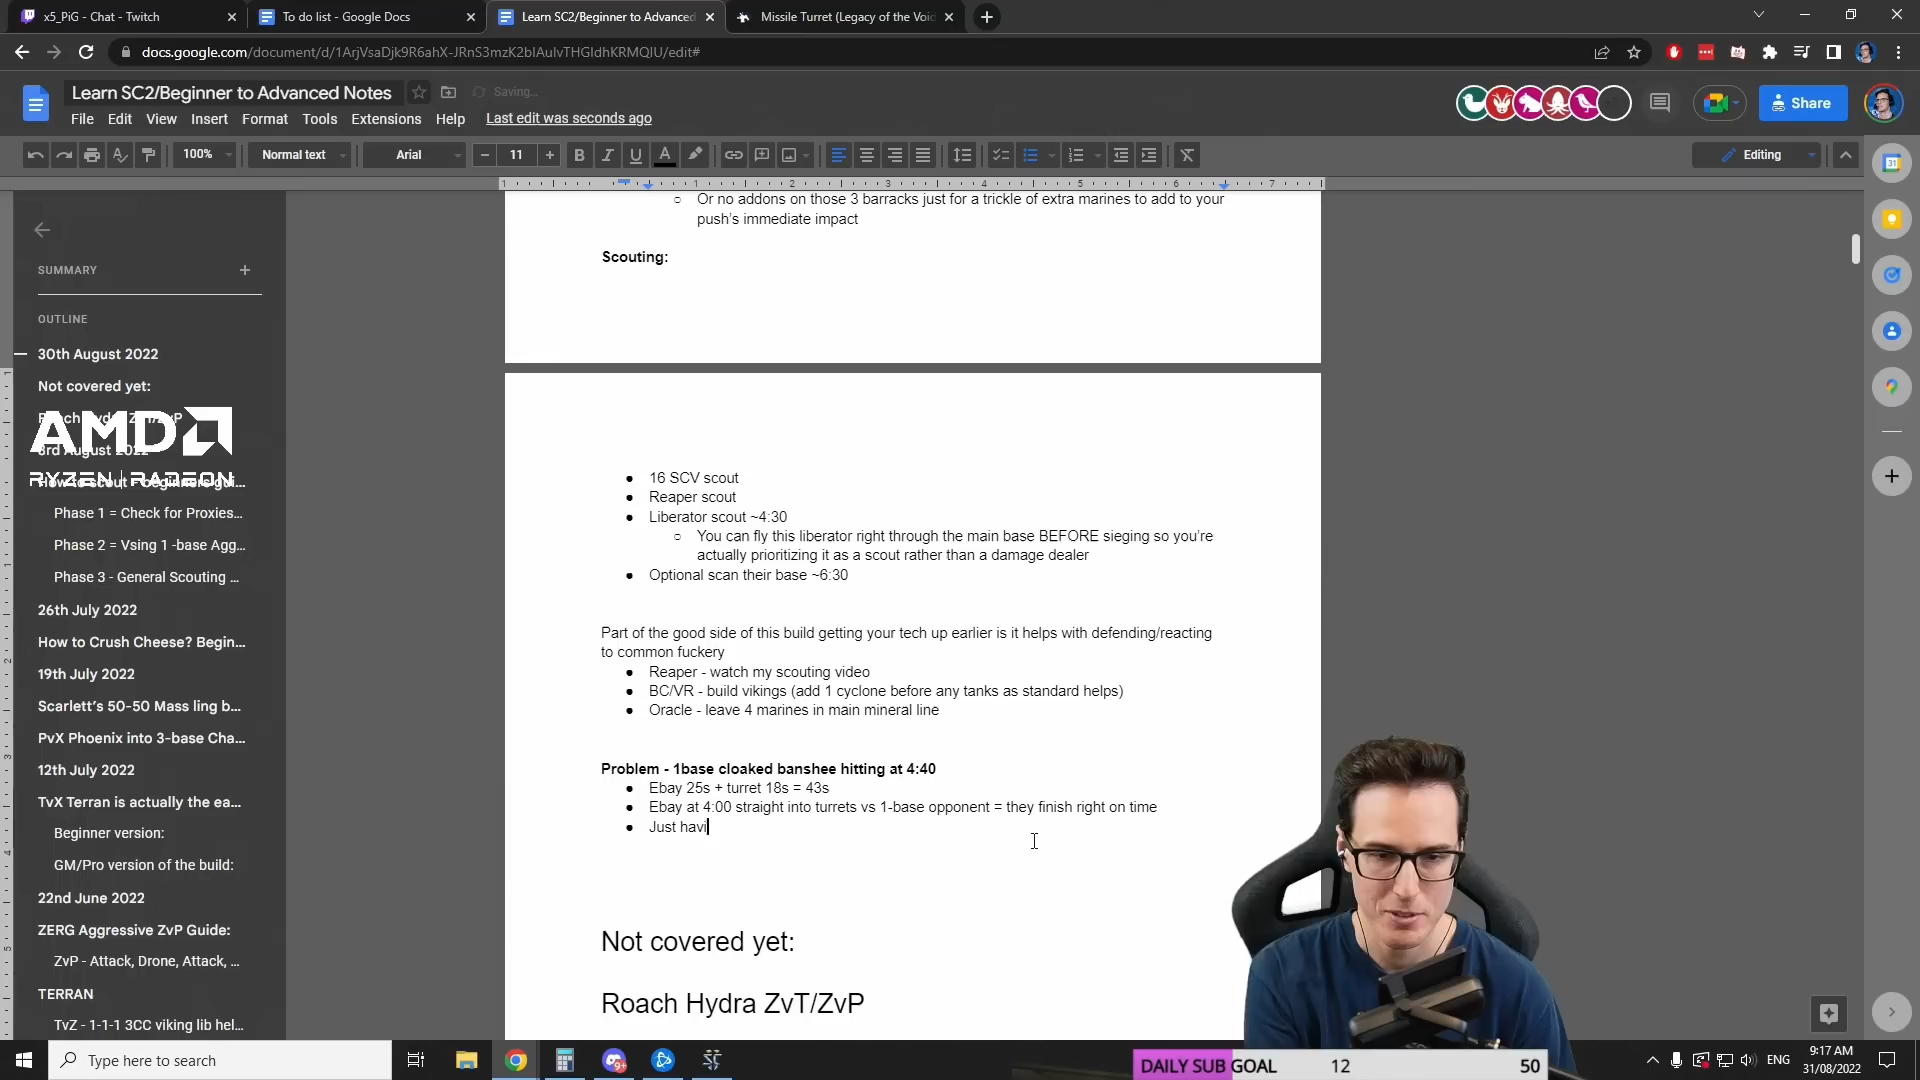 x5_PiG - Chat - Twitch
To do list - Google Docs
Learn SC2/Beginner to Advanced
Missile Turret (Legacy of the Void
docs.google.com/document/d/1ArjVsaDjk9R6ahX-JRnS3mzK2bIAulvTHGldhKRMQIU/edit#
Learn SC2/Beginner to Advanced Notes
Saving...
File Edit View Insert Format Tools Extensions Help Last edit was seconds ago
Share
100% Normal text Arial 11 Editing
SUMMARY
OUTLINE
30th August 2022
Not covered yet:
AMD
3rd August 2022
RYZEN | RADEON
How to scout - beginners gui...
Phase 1 = Check for Proxies...
Phase 2 = Vsing 1 -base Agg...
Phase 3 - General Scouting ...
26th July 2022
How to Crush Cheese? Begin...
19th July 2022
Scarlett's 50-50 Mass ling b...
PvX Phoenix into 3-base Cha...
12th July 2022
TvX Terran is actually the ea...
Beginner version:
GM/Pro version of the build:
22nd June 2022
ZERG Aggressive ZvP Guide:
ZvP - Attack, Drone, Attack, ...
TERRAN
TvZ - 1-1-1 3CC viking lib hel...
○ Or no addons on those 3 barracks just for a trickle of extra marines to add to your
push's immediate impact
Scouting:
● 16 SCV scout
● Reaper scout
● Liberator scout ~4:30
○ You can fly this liberator right through the main base BEFORE sieging so you're
actually prioritizing it as a scout rather than a damage dealer
● Optional scan their base ~6:30
Part of the good side of this build getting your tech up earlier is it helps with defending/reacting
to common fuckery
● Reaper - watch my scouting video
● BC/VR - build vikings (add 1 cyclone before any tanks as standard helps)
● Oracle - leave 4 marines in main mineral line
Problem - 1base cloaked banshee hitting at 4:40
● Ebay 25s + turret 18s = 43s
● Ebay at 4:00 straight into turrets vs 1-base opponent = they finish right on time
● Just havi
Not covered yet:
Roach Hydra ZvT/ZvP
Type here to search
DAILY SUB GOAL 12 50
ENG
9:17 AM
31/08/2022